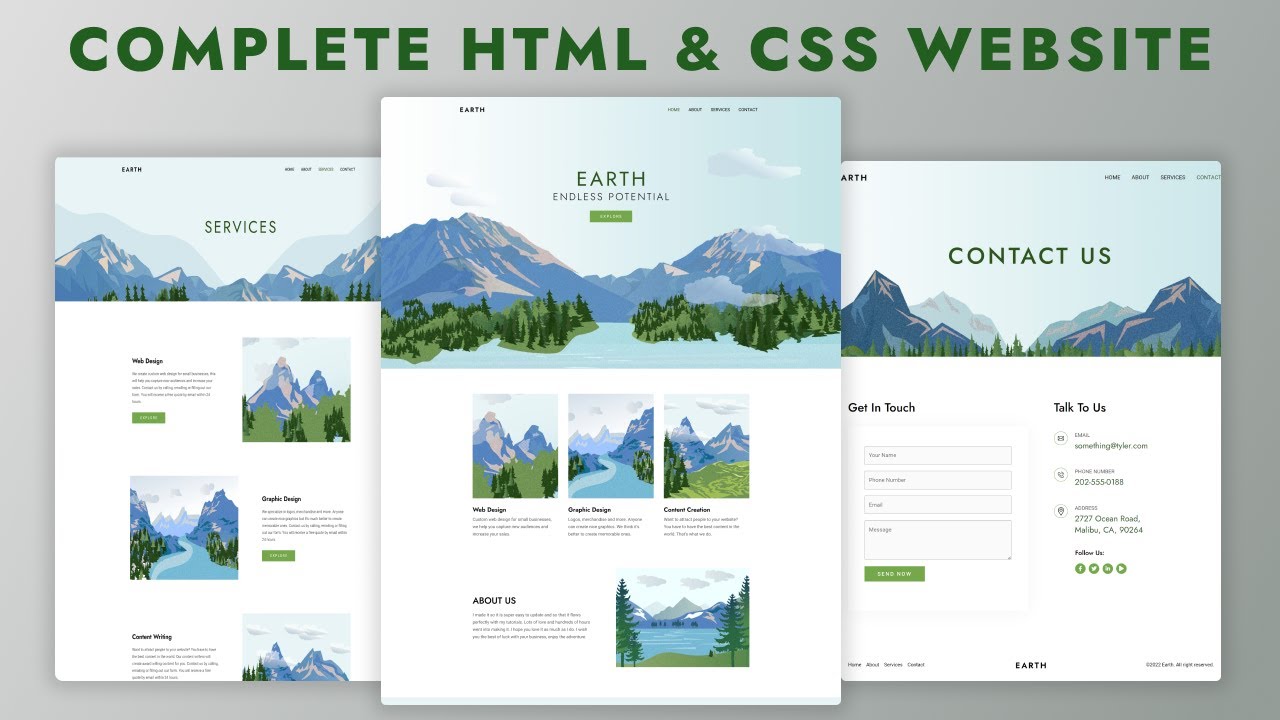 COMPLETE HTML & CSS WEBSITE
EARTH
HOME ABOUT SERVICES CONTACT
SERVICES
Web Design
We create custom web design for small businesses, this
will help you capture new audiences and increase your
sales. Contact us by calling, emailing or filling out our
form. You will receive a free quote by email within 24
hours.
EXPLORE
Graphic Design
We specialize in logos, merchandise and more. Anyone
can create nice graphics but it's much better to create
memorable ones. Contact us by calling, emailing or filling
out our form. You will receive a free quote by email within
24 hours.
EXPLORE
Content Writing
Want to attract people to your website? You have to have
the best content in the world. Our content writers will
create award willing content for you. Contact us by calling,
emailing or filling out our form. You will receive a free
quote by email within 24 hours.
EARTH
HOME ABOUT SERVICES CONTACT
EARTH
ENDLESS POTENTIAL
EXPLORE
Web Design
Custom web design for small businesses,
we help you capture new audiences and
increase your sales.
Graphic Design
Logos, merchandise and more. Anyone
can create nice graphics. We think it's
better to create memorable ones.
Content Creation
Want to attract people to your website?
You have to have the best content in the
world. That's what we do.
ABOUT US
I made it so it is super easy to update and so that it flows
perfectly with my tutorials. Lots of love and hundreds of hours
went into making it. I hope you love it as much as I do. I wish
you the best of luck with your business, enjoy the adventure.
ARTH
HOME ABOUT SERVICES CONTACT
CONTACT US
Get In Touch
Your Name
Phone Number
Email
Message
SEND NOW
Talk To Us
EMAIL
something@tyler.com
PHONE NUMBER
202-555-0188
ADDRESS
2727 Ocean Road,
Malibu, CA, 90264
Follow Us:
Home About Services Contact
EARTH
©2022 Earth. All right reserved.